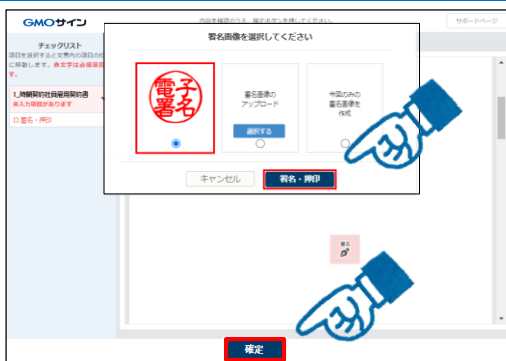 GMOサイン
内容を確認のうえ、確定ボタンを押してください。
サポートページ
署名画像を選択してください
チェックリスト
項目を選択すると文書内の項目の位
に移動します。赤文字は必須項目
す。
1_時間契約社員雇用契約書
未入力項目があります
口 署名・押印
電子
署名
署名画像の
アップロード
選択する
今回のみの
署名画像を
作成
キャンセル
署名・押印
署名
確定